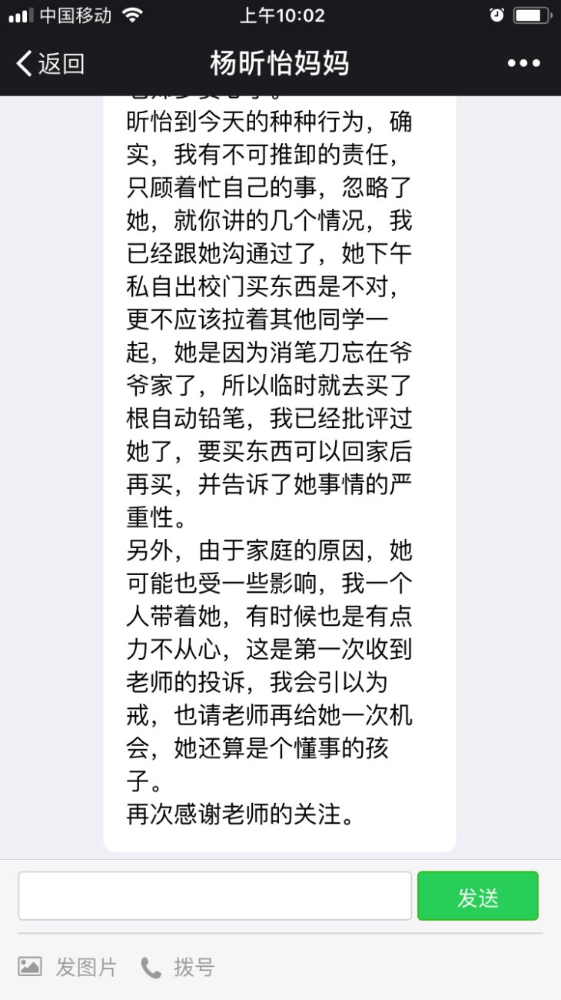 中国移动 上午10:02
返回 杨昕怡妈妈
昕怡到今天的种种行为，确
实，我有不可推卸的责任，
只顾着忙自己的事，忽略了
她，就你讲的几个情况，我
已经跟她沟通过了，她下午
私自出校门买东西是不对，
更不应该拉着其他同学一
起，她是因为消笔刀忘在爷
爷家了，所以临时就去买了
根自动铅笔，我已经批评过
她了，要买东西可以回家后
再买，并告诉了她事情的严
重性。
另外，由于家庭的原因，她
可能也受一些影响，我一个
人带着她，有时候也是有点
力不从心，这是第一次收到
老师的投诉，我会引以为
戒，也请老师再给她一次机
会，她还算是个懂事的孩
子。
再次感谢老师的关注。
发送
发图片 拨号